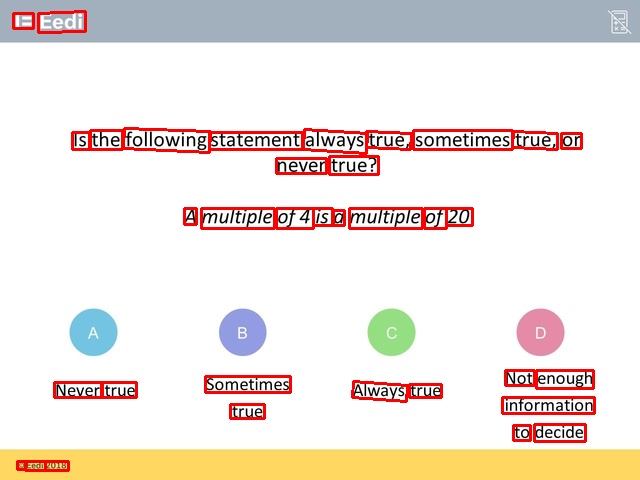 Eedi
Is the following statement always true, sometimes true, or
never true?
A multiple of 4 is a multiple of 20
A
B
C
D
Never true
Sometimes
true
Always true
Not enough
information
to decide
© Eedi 2018